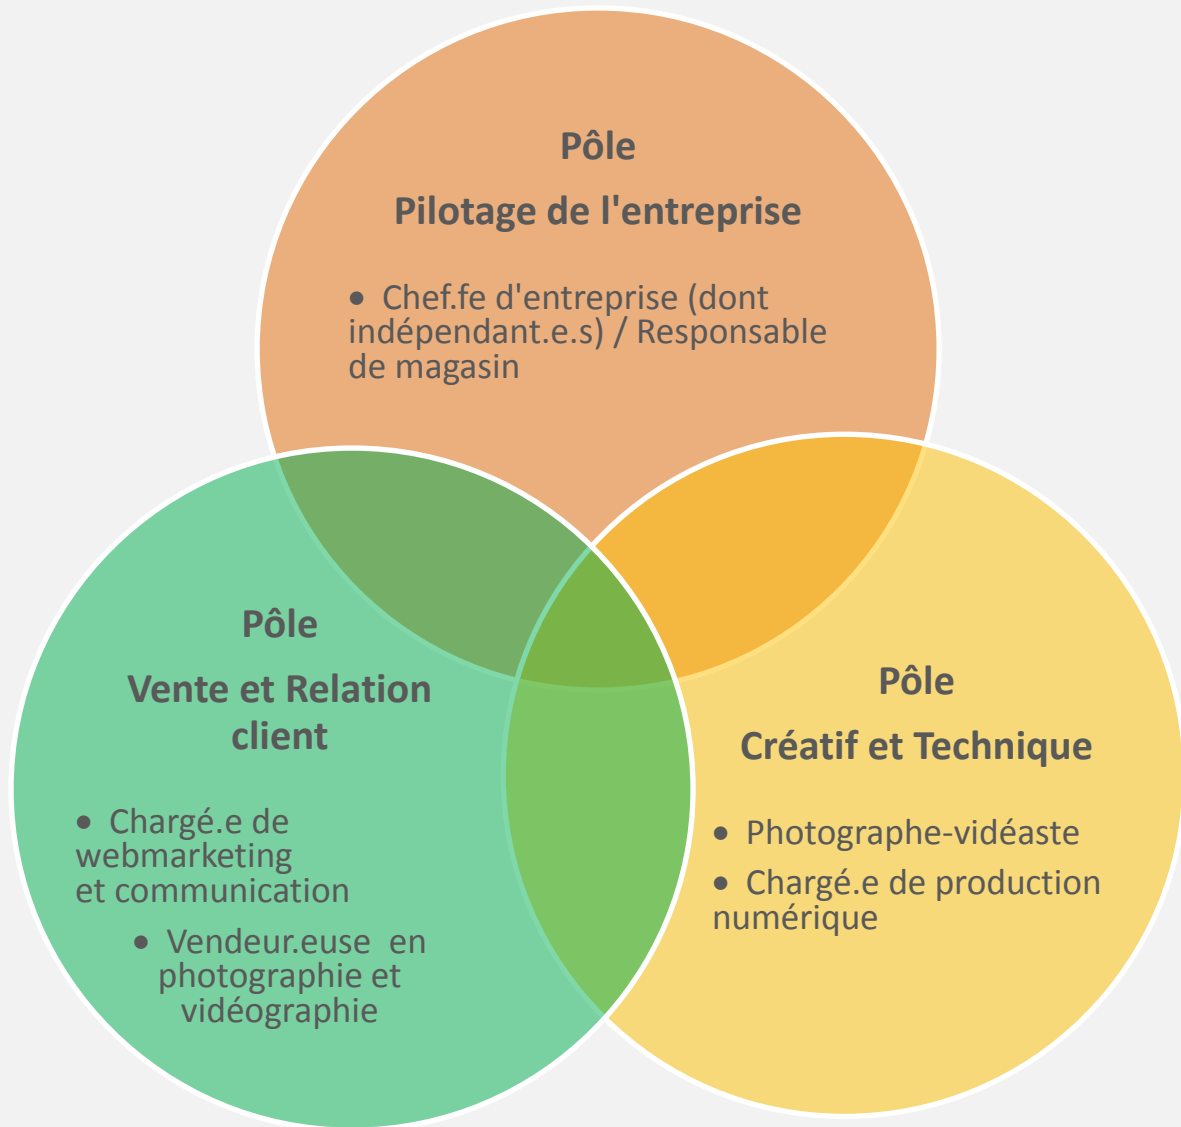 Pôle
Pilotage de l'entreprise
• Chef.fe d'entreprise (dont
indépendant.e.s) / Responsable
de magasin
Pôle
Vente et Relation
client
• Chargé.e de
webmarketing
et communication
• Vendeur.euse en
photographie et
vidéographie
Pôle
Créatif et Technique
• Photographe-vidéaste
• Chargé.e de production
numérique